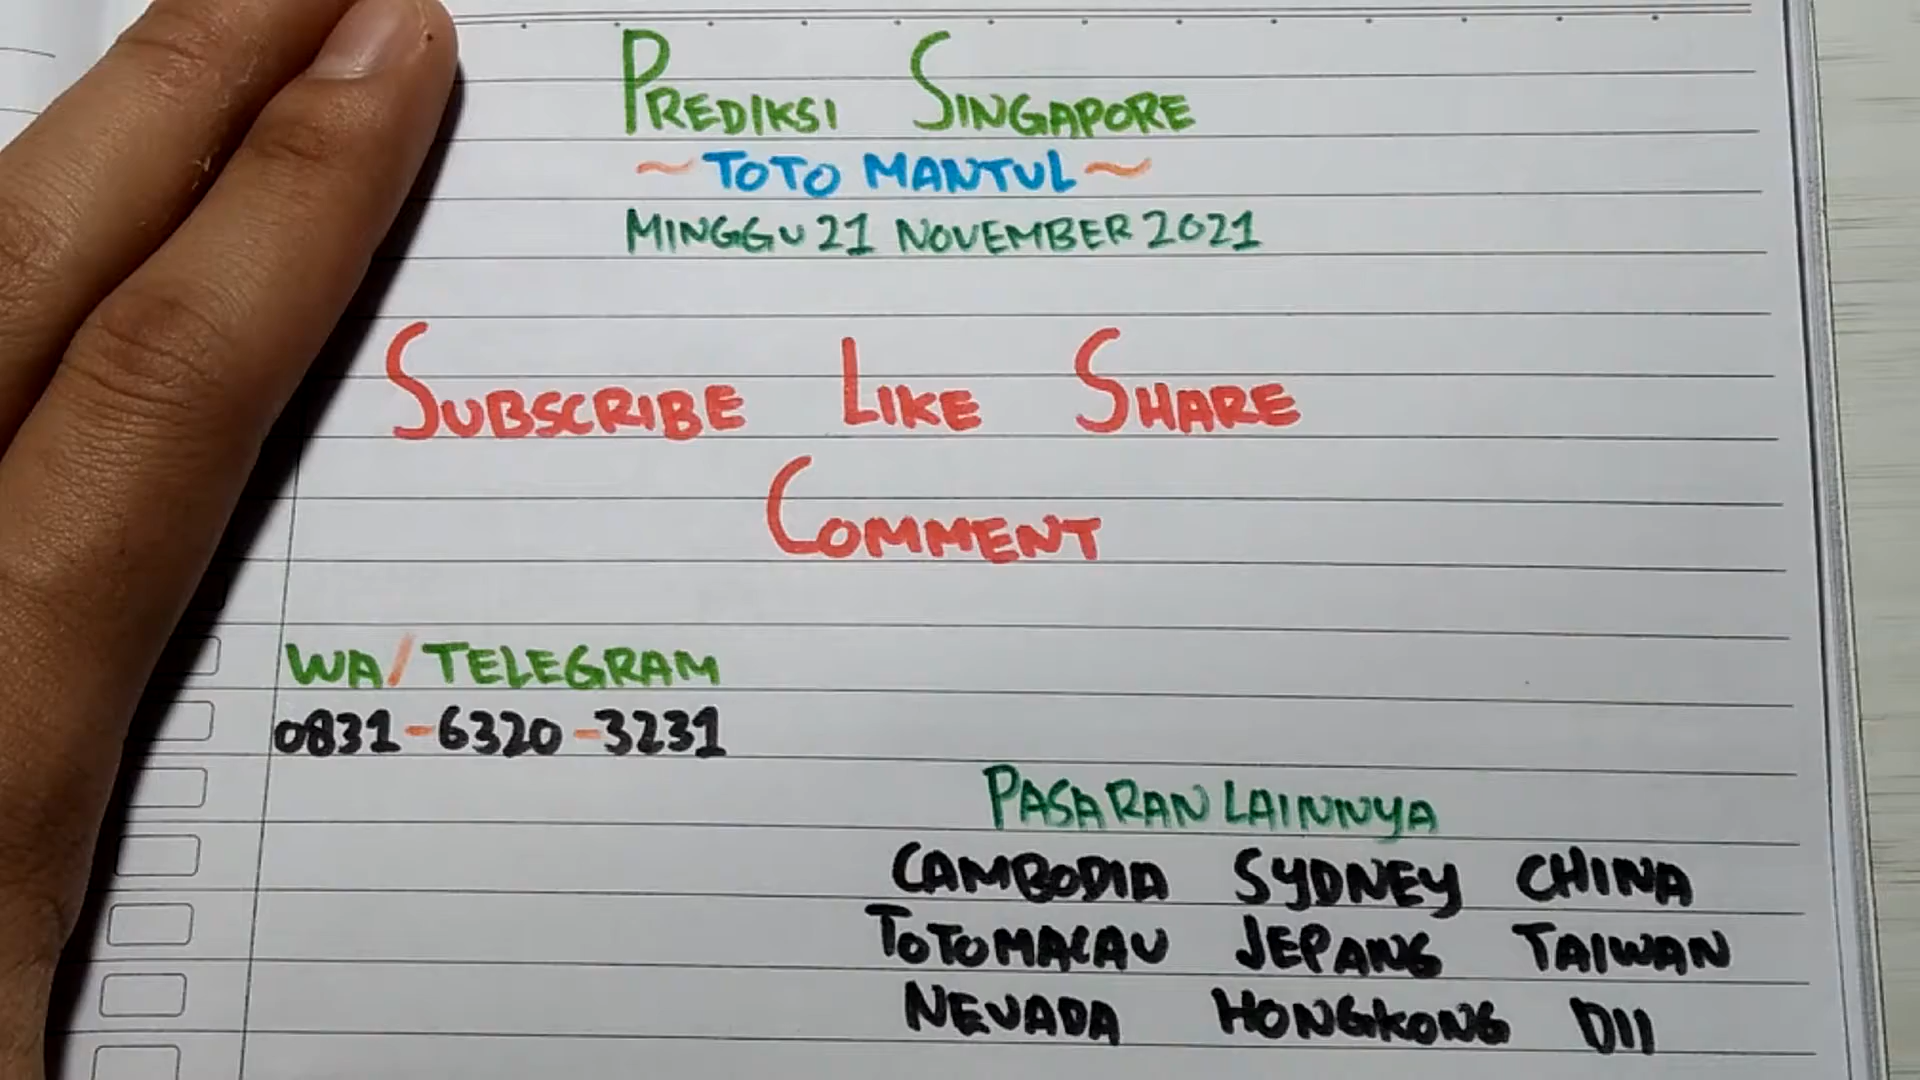 PREDIKSI SINGAPORE
~ TOTO MANTUL ~
MINGGU 21 NOVEMBER 2021
SUBSCRIBE LIKE SHARE
COMMENT
WA/TELEGRAM
0831-6320-3231
PASARAN LAINNYA
CAMBODIA SYDNEY CHINA
TOTOMACAU JEPANG TAIWAN
NEVADA HONGKONG Dll